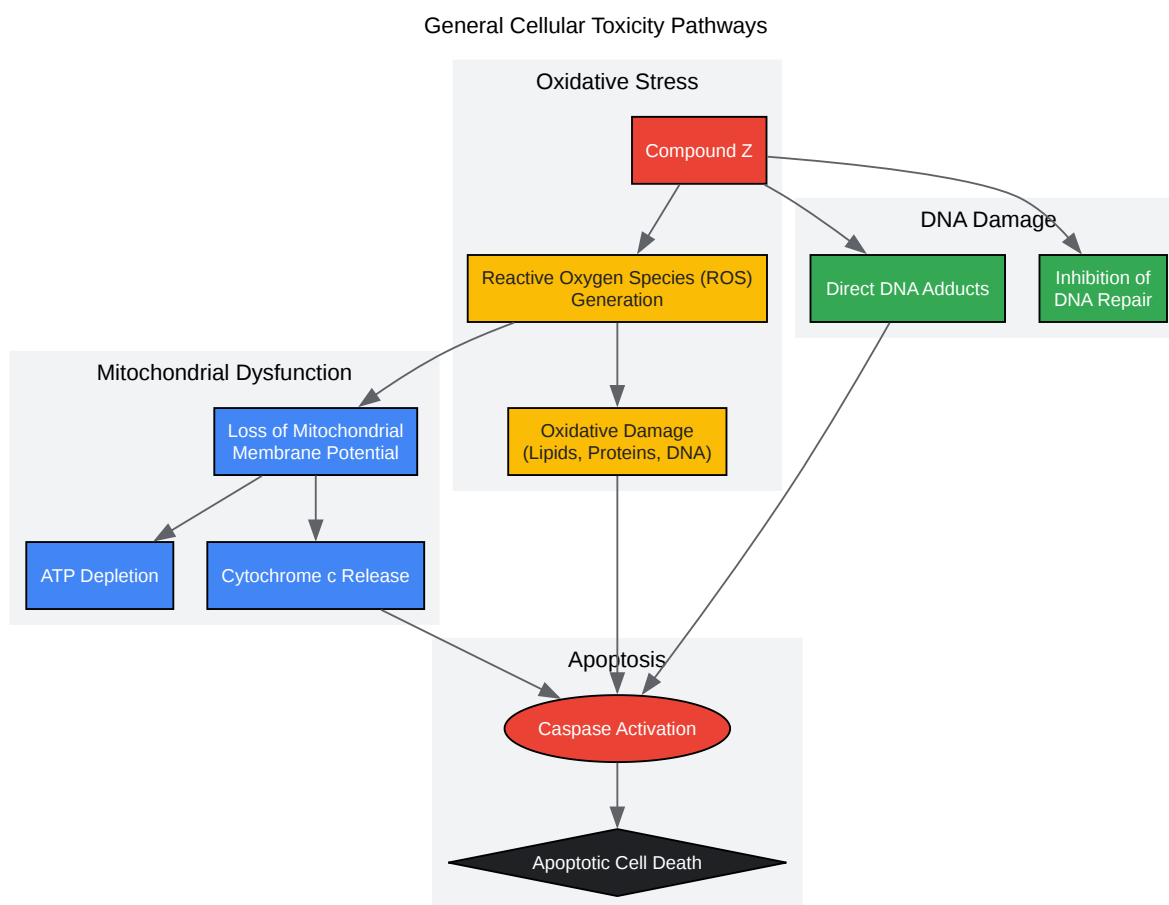 General Cellular Toxicity Pathways
Oxidative Stress
Compound Z
DNA Damage
Reactive Oxygen Species (ROS)
Generation
Direct DNA Adducts
Inhibition of
DNA Repair
Mitochondrial Dysfunction
Loss of Mitochondrial
Membrane Potential
Oxidative Damage
(Lipids, Proteins, DNA)
ATP Depletion
Cytochrome c Release
Apoptosis
Caspase Activation
Apoptotic Cell Death